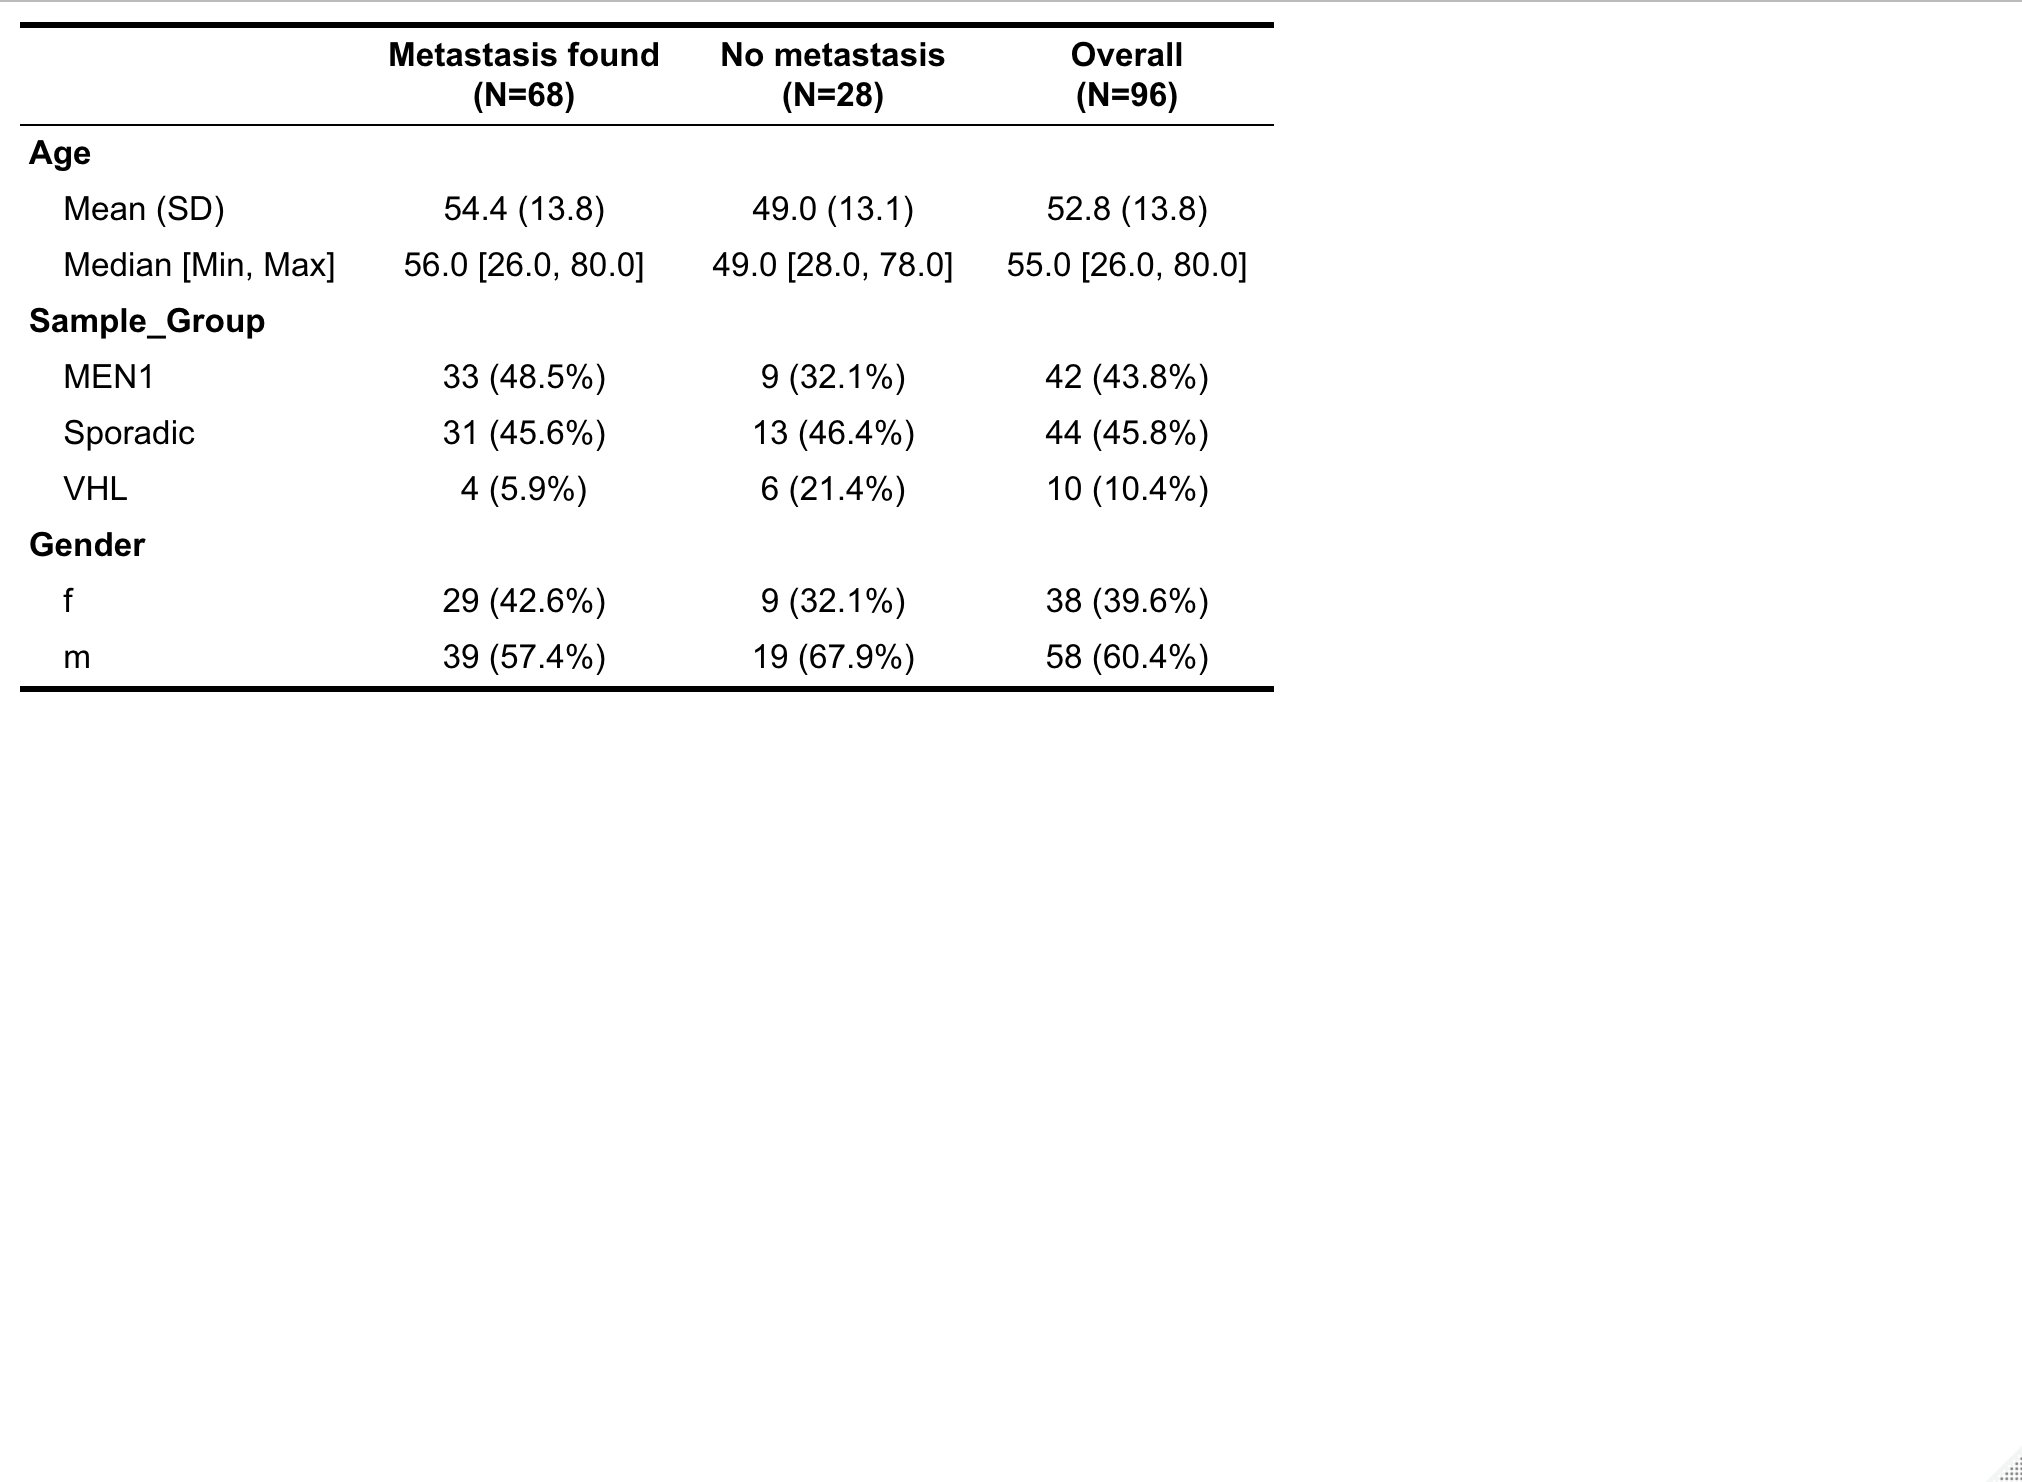 Metastasis found No metastasis Overall
(N=68) (N=28) (N=96)
Age
Mean (SD) 54.4 (13.8) 49.0 (13.1) 52.8 (13.8)
Median [Min, Max] 56.0 [26.0, 80.0] 49.0 [28.0, 78.0] 55.0 [26.0, 80.0]
Sample_Group
MEN1 33 (48.5%) 9 (32.1%) 42 (43.8%)
Sporadic 31 (45.6%) 13 (46.4%) 44 (45.8%)
VHL 4 (5.9%) 6 (21.4%) 10 (10.4%)
Gender
f 29 (42.6%) 9 (32.1%) 38 (39.6%)
m 39 (57.4%) 19 (67.9%) 58 (60.4%)